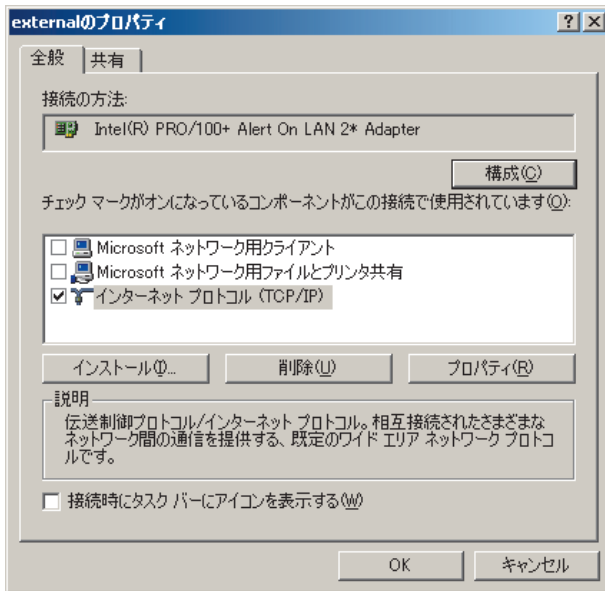 externalのプロパティ
全般 共有
接続の方法:
Intel(R) PRO/100+ Alert On LAN 2* Adapter
構成(C)
チェック マークがオンになっているコンポーネントがこの接続で使用されています(O):
Microsoft ネットワーク用クライアント
Microsoft ネットワーク用ファイルとプリンタ共有
インターネット プロトコル (TCP/IP)
インストール(I)... 削除(U) プロパティ(R)
説明
伝送制御プロトコル/インターネット プロトコル。相互接続されたさまざまな
ネットワーク間の通信を提供する、既定のワイド エリア ネットワーク プロトコ
ルです。
接続時にタスク バーにアイコンを表示する(W)
OK キャンセル